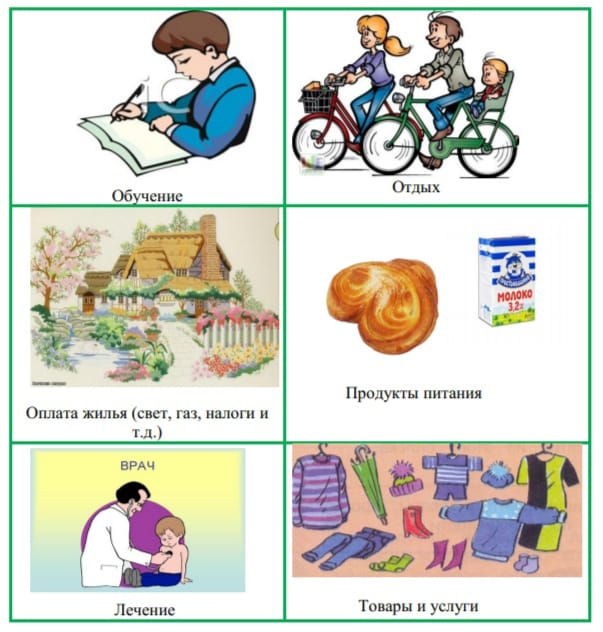 Обучение
Отдых
МОЛОКО
3,2%
Оплата жилья (свет, газ, налоги и
т.д.)
Продукты питания
ВРАЧ
Лечение
Товары и услуги